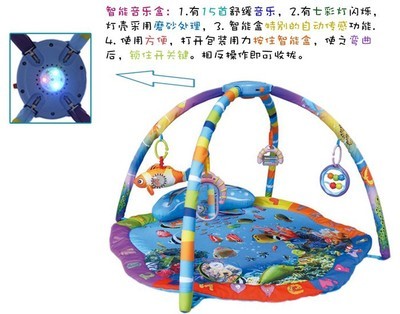 智能音乐盒：1.有15首舒缓音乐，2.有七彩灯闪烁，
灯壳采用磨砂处理，3.智能盒特别的自动传感功能.
4.使用方便，打开包装用力按住智能盒，使之弯曲
后，锁住开关键。相反操作即可收拢。